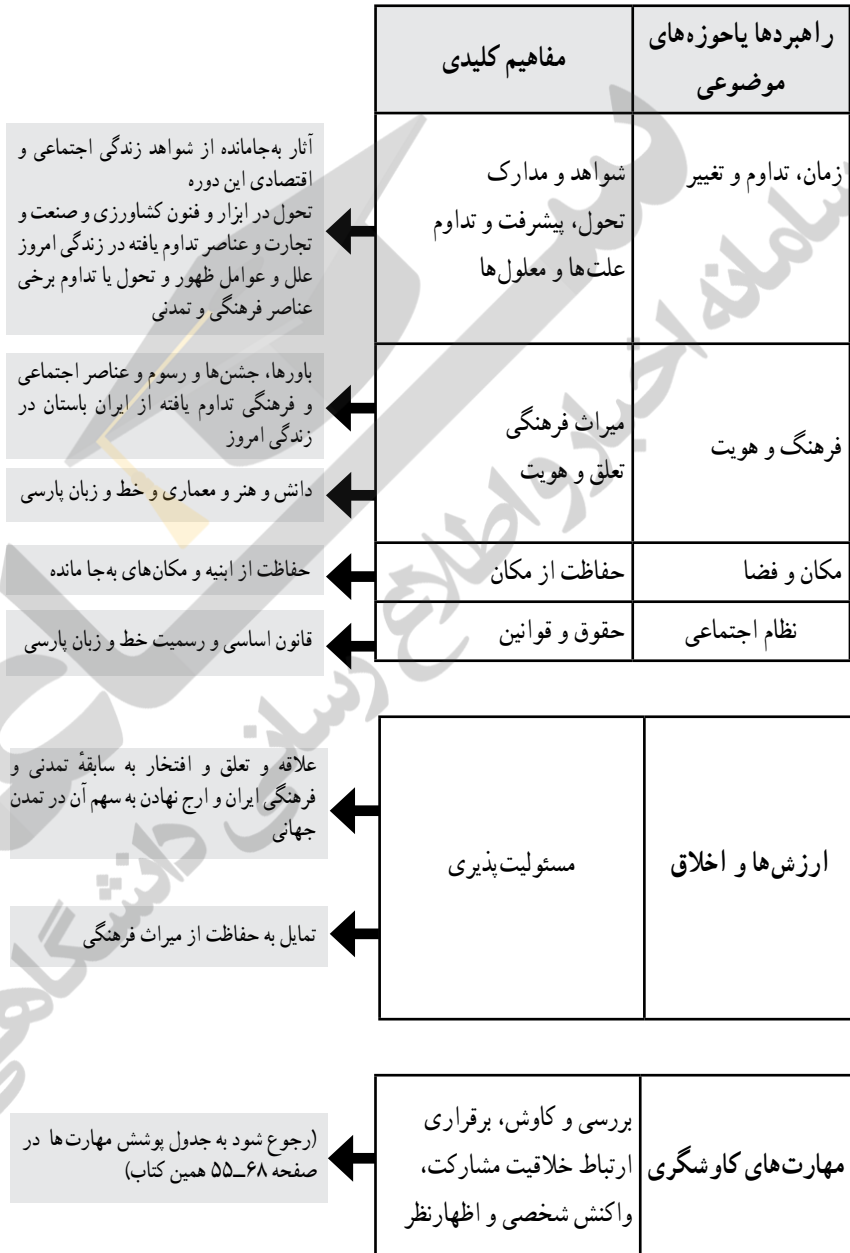 راهبردها یاحوزه‌های
موضوعی
مفاهیم کلیدی
زمان، تداوم و تغییر
شواهد و مدارک
تحول، پیشرفت و تداوم
علت‌ها و معلول‌ها
آثار به‌جامانده از شواهد زندگی اجتماعی و
اقتصادی این دوره
تحول در ابزار و فنون کشاورزی و صنعت و
تجارت و عناصر تداوم یافته در زندگی امروز
علل و عوامل ظهور و تحول یا تداوم برخی
عناصر فرهنگی و تمدنی
فرهنگ و هویت
میراث فرهنگی
تعلق و هویت
باورها، جشن‌ها و رسوم و عناصر اجتماعی
و فرهنگی تداوم یافته از ایران باستان در
زندگی امروز
دانش و هنر و معماری و خط و زبان پارسی
مکان و فضا
حفاظت از مکان
حفاظت از ابنیه و مکان‌های به‌جا مانده
نظام اجتماعی
حقوق و قوانین
قانون اساسی و رسمیت خط و زبان پارسی
ارزش‌ها و اخلاق
مسئولیت‌پذیری
علاقه و تعلق و افتخار به سابقهٔ تمدنی و
فرهنگی ایران و ارج نهادن به سهم آن در تمدن
جهانی
تمایل به حفاظت از میراث فرهنگی
مهارت‌های کاوشگری
بررسی و کاوش، برقراری
ارتباط خلاقیت مشارکت،
واکنش شخصی و اظهارنظر
(رجوع شود به جدول پوشش مهارت‌ها در
صفحه ۶۸ــ۵۵ همین کتاب)
سامانه اخبار و اطلاع رسانی دانشگاهی